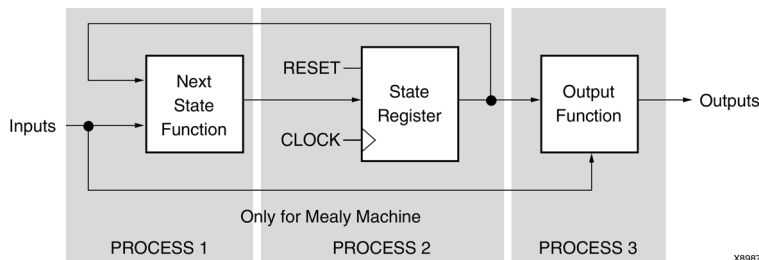 Inputs
Next
State
Function
RESET
CLOCK
State
Register
Output
Function
Outputs
Only for Mealy Machine
PROCESS 1
PROCESS 2
PROCESS 3
X8987